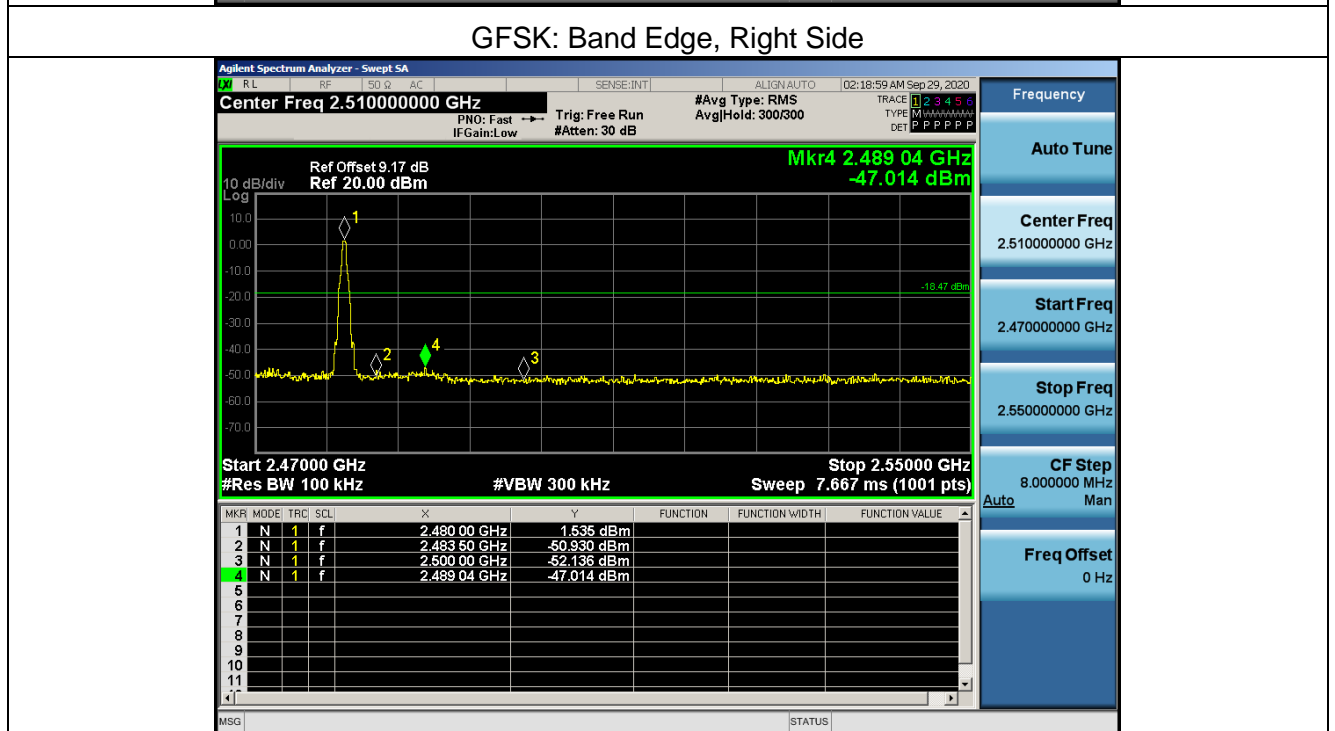 GFSK: Band Edge, Right Side
Agilent Spectrum Analyzer - Swept SA
LXI RL RF 50 Ω AC SENSE:INT ALIGN AUTO 02:18:59 AM Sep 29, 2020
Center Freq 2.510000000 GHz #Avg Type: RMS TRACE 1 2 3 4 5 6
PNO: Fast Trig: Free Run Avg|Hold: 300/300 TYPE M
IFGain:Low #Atten: 30 dB DET P P P P P P
Mkr4 2.489 04 GHz
-47.014 dBm
Ref Offset 9.17 dB
10 dB/div Ref 20.00 dBm
Log
10.0
0.00
-10.0
-20.0
-30.0
-40.0
-50.0
-60.0
-70.0
1
-18.47 dBm
2
4
3
Start 2.47000 GHz Stop 2.55000 GHz
#Res BW 100 kHz #VBW 300 kHz Sweep 7.667 ms (1001 pts)
MKR MODE TRC SCL X Y FUNCTION FUNCTION WIDTH FUNCTION VALUE
1 N 1 f 2.480 00 GHz 1.535 dBm
2 N 1 f 2.483 50 GHz -50.930 dBm
3 N 1 f 2.500 00 GHz -52.136 dBm
4 N 1 f 2.489 04 GHz -47.014 dBm
5
6
7
8
9
10
11
MSG STATUS
Frequency
Auto Tune
Center Freq
2.510000000 GHz
Start Freq
2.470000000 GHz
Stop Freq
2.550000000 GHz
CF Step
8.000000 MHz
Auto Man
Freq Offset
0 Hz